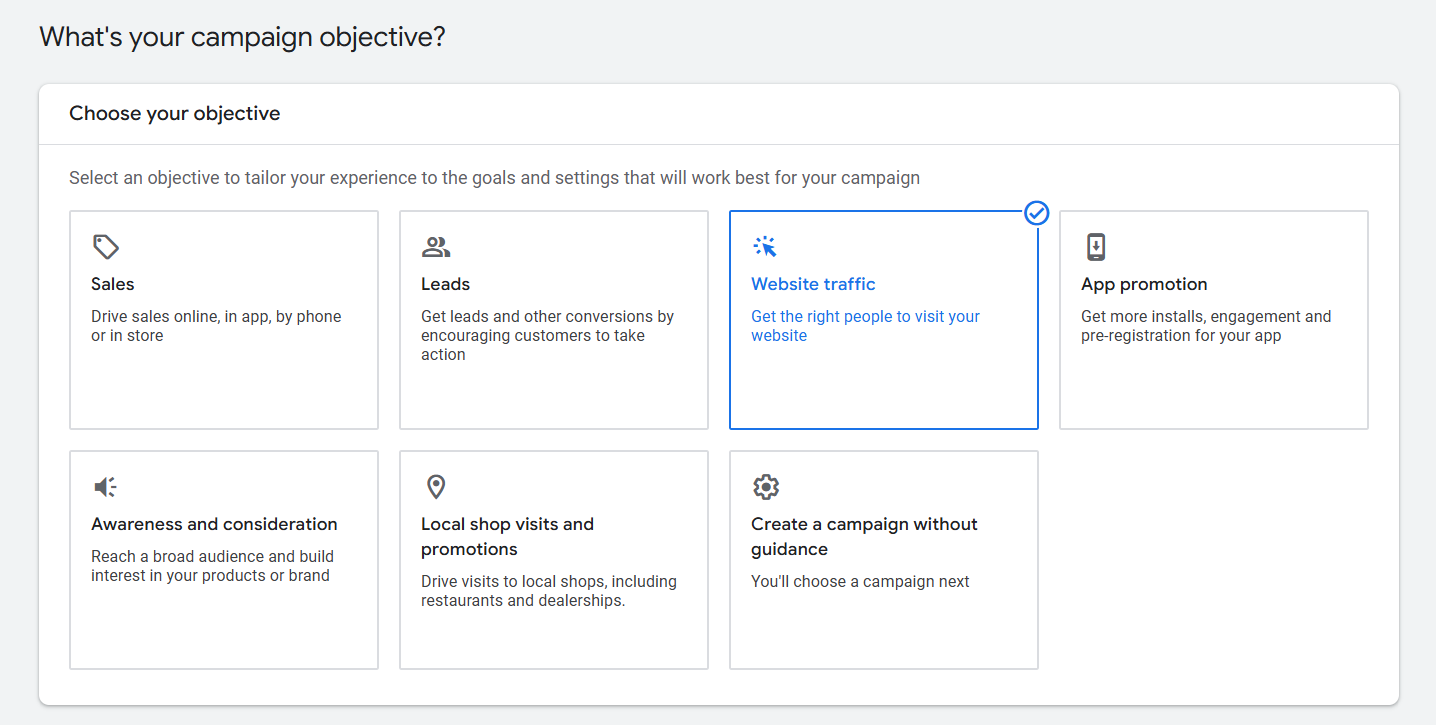 What's your campaign objective?
Choose your objective
Select an objective to tailor your experience to the goals and settings that will work best for your campaign
Sales
Drive sales online, in app, by phone
or in store
Leads
Get leads and other conversions by
encouraging customers to take
action
Website traffic
Get the right people to visit your
website
App promotion
Get more installs, engagement and
pre-registration for your app
Awareness and consideration
Reach a broad audience and build
interest in your products or brand
Local shop visits and
promotions
Drive visits to local shops, including
restaurants and dealerships.
Create a campaign without
guidance
You'll choose a campaign next